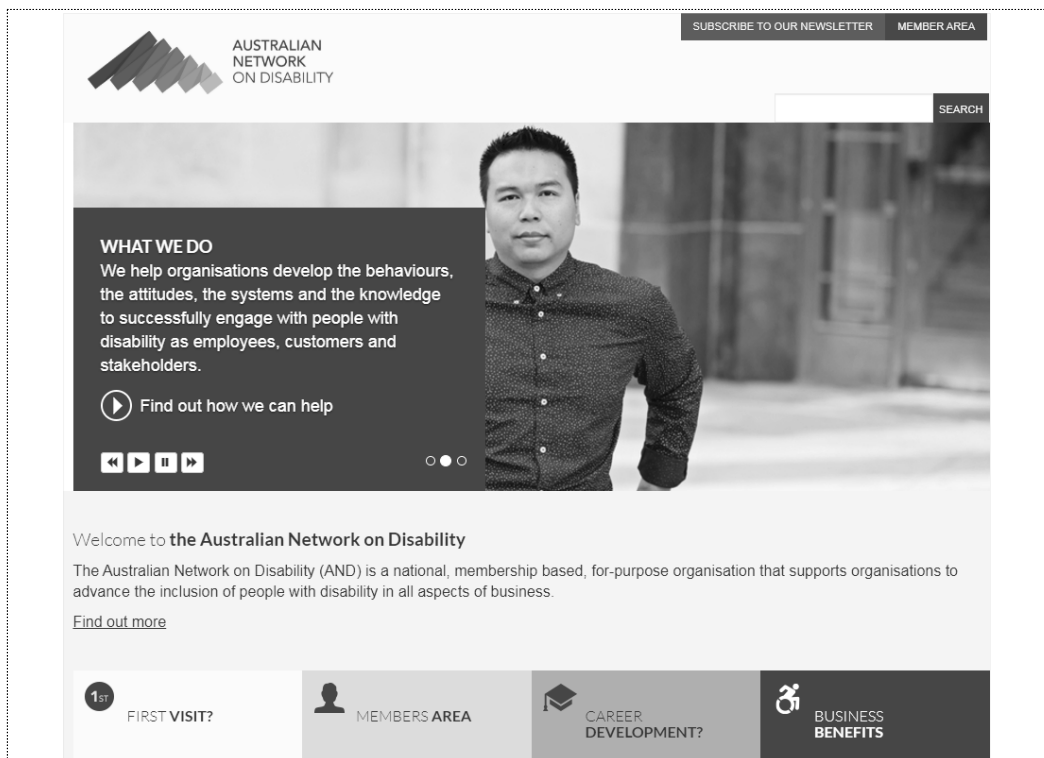 SUBSCRIBE TO OUR NEWSLETTER MEMBER AREA
AUSTRALIAN
NETWORK
ON DISABILITY
SEARCH
WHAT WE DO
We help organisations develop the behaviours,
the attitudes, the systems and the knowledge
to successfully engage with people with
disability as employees, customers and
stakeholders.
Find out how we can help
Welcome to the Australian Network on Disability
The Australian Network on Disability (AND) is a national, membership based, for-purpose organisation that supports organisations to
advance the inclusion of people with disability in all aspects of business.
Find out more
1ST
FIRST VISIT?
MEMBERS AREA
CAREER
DEVELOPMENT?
BUSINESS
BENEFITS